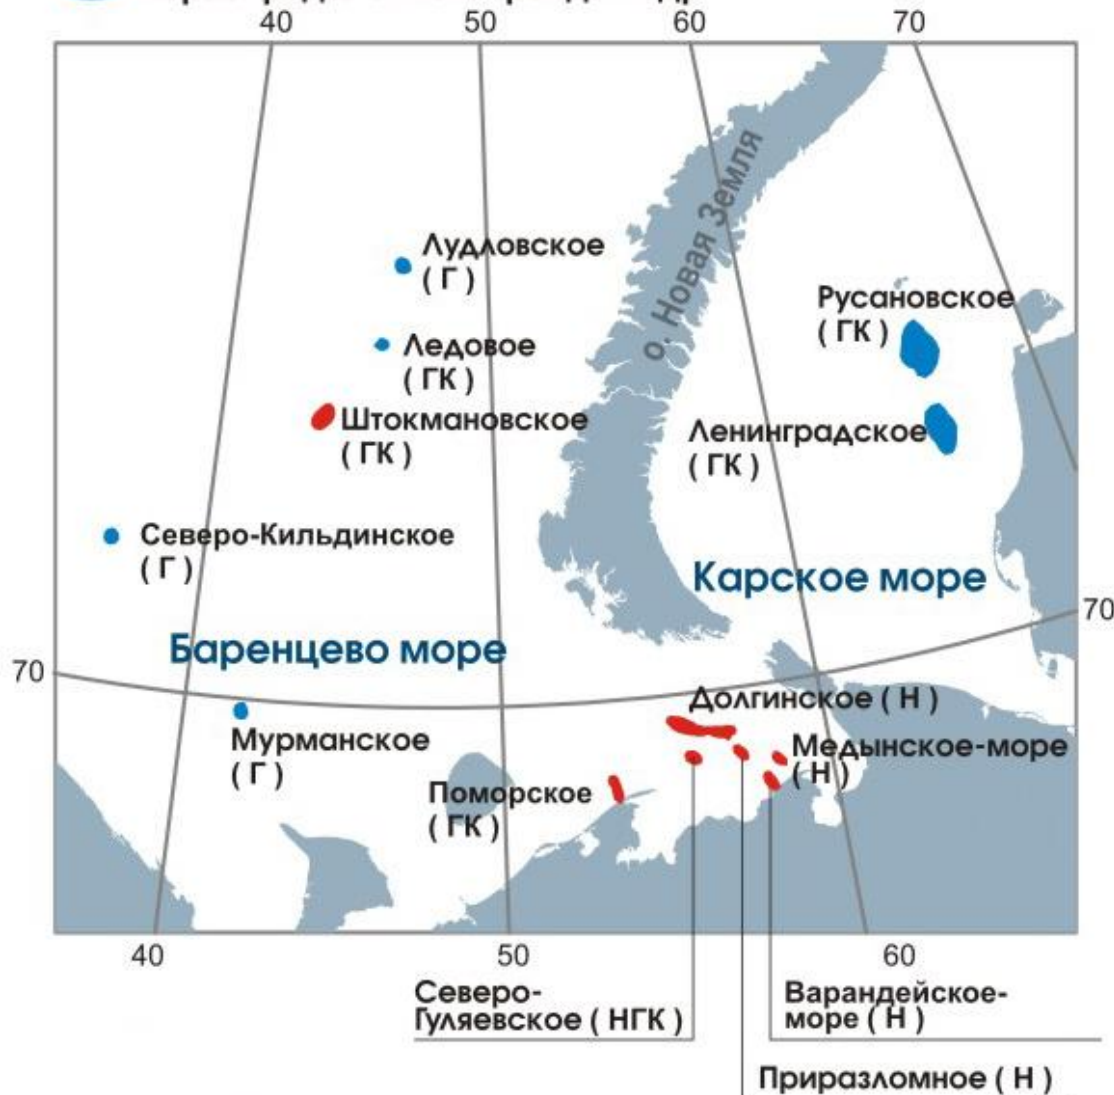 40 50 60 70
о. Новая Земля
Лудловское
( Г )
Русановское
( ГК )
Ледовое
( ГК )
Штокмановское
( ГК )
Ленинградское
( ГК )
Северо-Кильдинское
( Г )
Карское море
70
Баренцево море
70
Долгинское ( Н )
Мурманское
( Г )
Медынское-море
( Н )
Поморское
( ГК )
40 50 60
Северо-
Гуляевское ( НГК )
Варандейское-
море ( Н )
Приразломное ( Н )